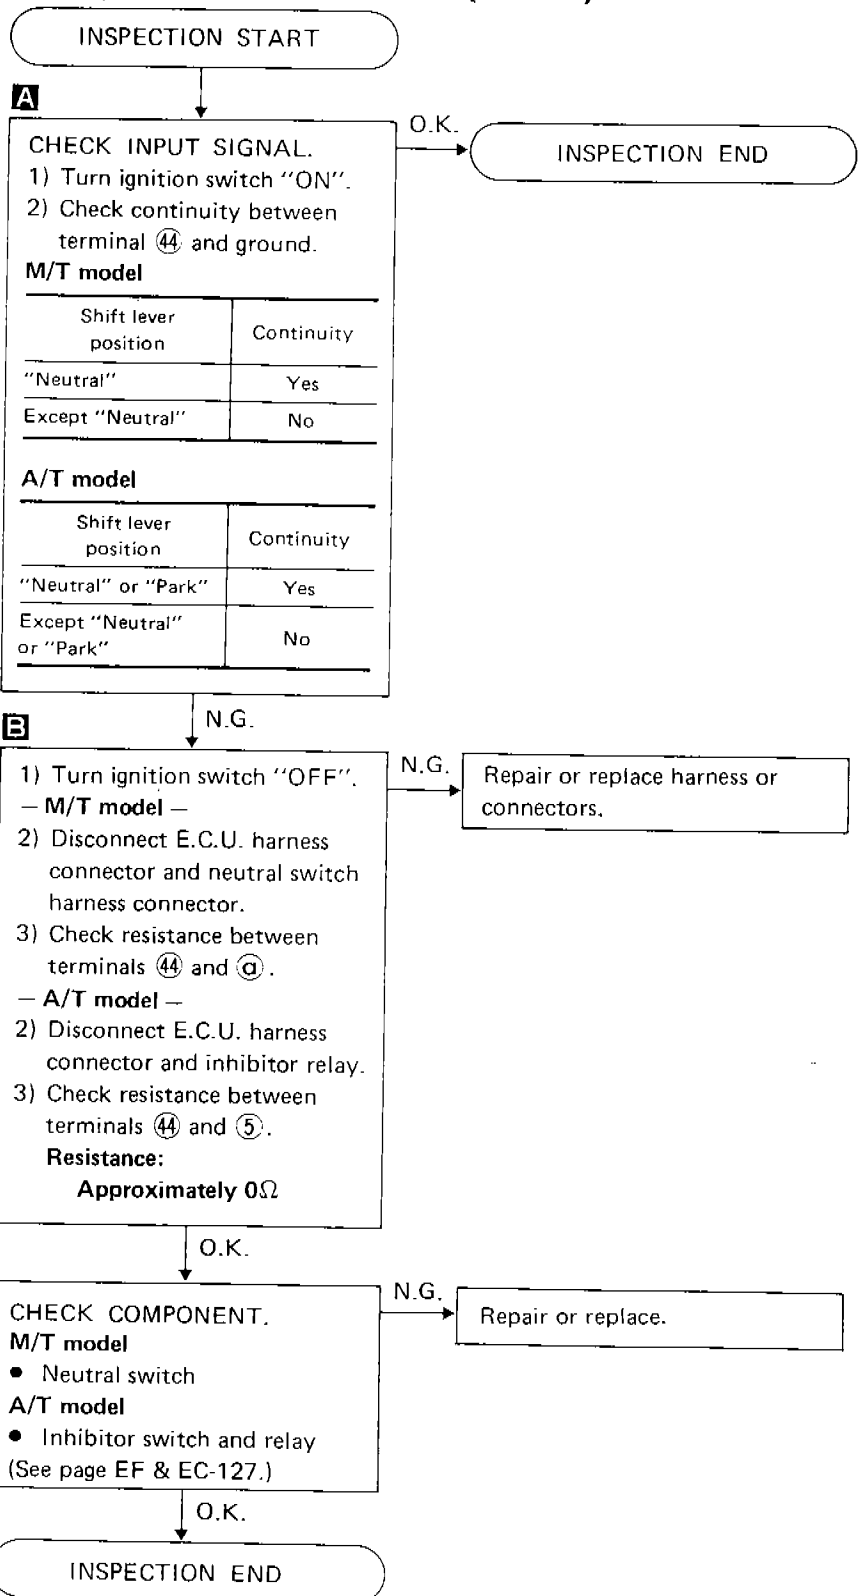 INSPECTION START
A
CHECK INPUT SIGNAL.
1) Turn ignition switch "ON".
2) Check continuity between
terminal ㊹ and ground.
M/T model
Shift lever
position
Continuity
"Neutral"
Yes
Except "Neutral"
No
A/T model
Shift lever
position
Continuity
"Neutral" or "Park"
Yes
Except "Neutral"
or "Park"
No
O.K.
INSPECTION END
N.G.
B
1) Turn ignition switch "OFF".
– M/T model –
2) Disconnect E.C.U. harness
connector and neutral switch
harness connector.
3) Check resistance between
terminals ㊹ and ⓐ.
– A/T model –
2) Disconnect E.C.U. harness
connector and inhibitor relay.
3) Check resistance between
terminals ㊹ and ⑤.
Resistance:
Approximately 0Ω
N.G.
Repair or replace harness or
connectors.
O.K.
CHECK COMPONENT.
M/T model
● Neutral switch
A/T model
● Inhibitor switch and relay
(See page EF & EC-127.)
N.G.
Repair or replace.
O.K.
INSPECTION END